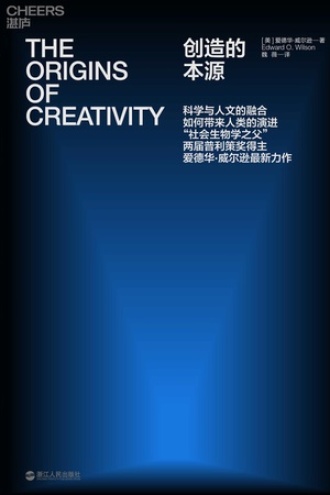 CHEERS
湛庐
THE
ORIGINS
OF
CREATIVITY
创造的
本源
［美］爱德华·威尔逊—著
Edward O. Wilson
魏薇—译
科学与人文的融合
如何带来人类的演进
“社会生物学之父”
两届普利策奖得主
爱德华·威尔逊最新力作
浙江人民出版社